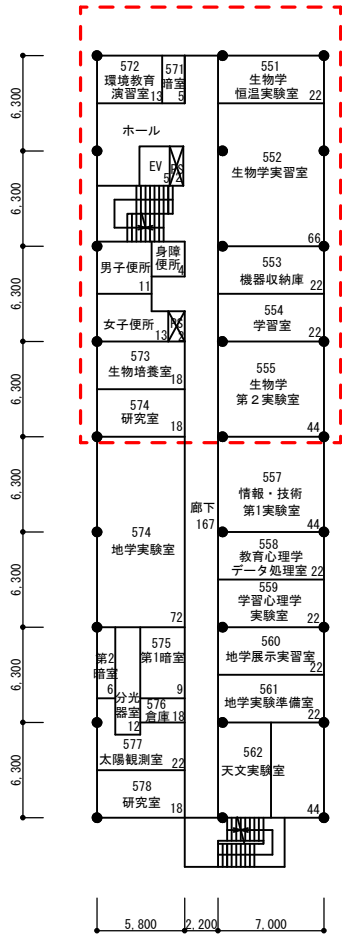 572
環境教育
演習室
13
571
暗室
5
551
生物学
恒温実験室
22
ホール
EV
5
PS
2
552
生物学実習室
66
身障
便所
4
男子便所
11
553
機器収納庫
22
女子便所
13
PS
2
554
学習室
22
573
生物培養室
18
555
生物学
第２実験室
44
574
研究室
18
廊下
167
557
情報・技術
第1実験室
44
574
地学実験室
72
558
教育心理学
データ処理室
22
559
学習心理学
実験室
22
第2
暗室
6
分光
器室
12
575
第1暗室
9
560
地学展示実習室
22
576
倉庫
18
561
地学実験準備室
22
577
太陽観測室
22
562
天文実験室
44
578
研究室
18
6,300
6,300
6,300
6,300
6,300
6,300
6,300
6,300
5,800
2,200
7,000